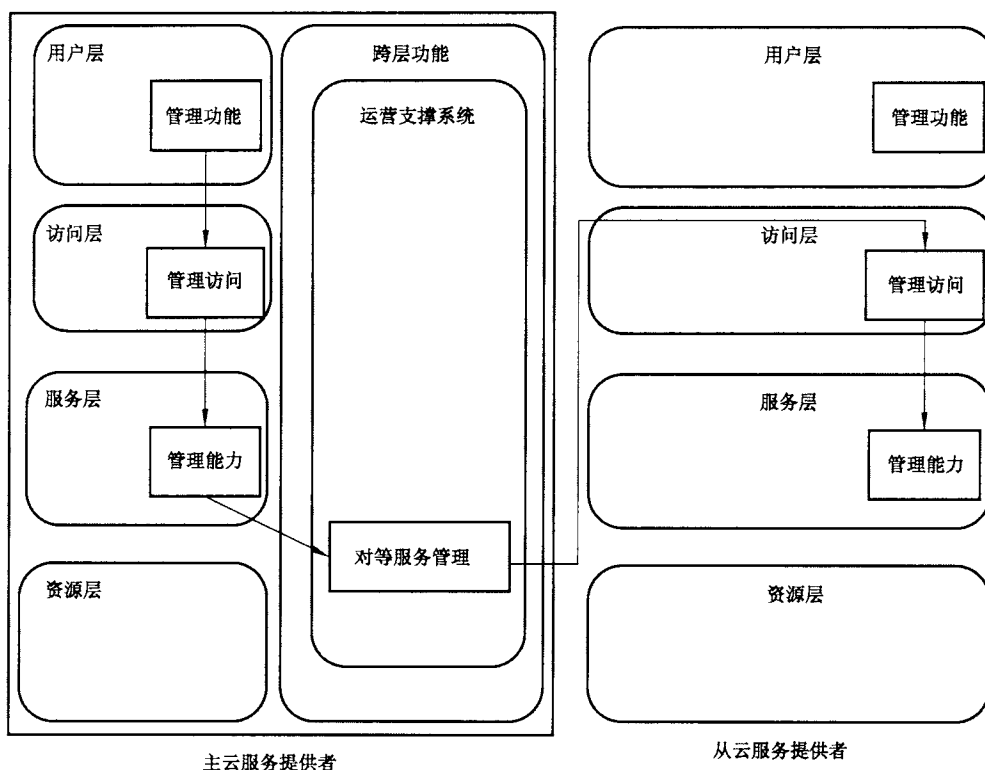 用户层
管理功能
访问层
管理访问
服务层
管理能力
资源层
跨层功能
运营支撑系统
对等服务管理
主云服务提供者
用户层
管理功能
访问层
管理访问
服务层
管理能力
资源层
从云服务提供者